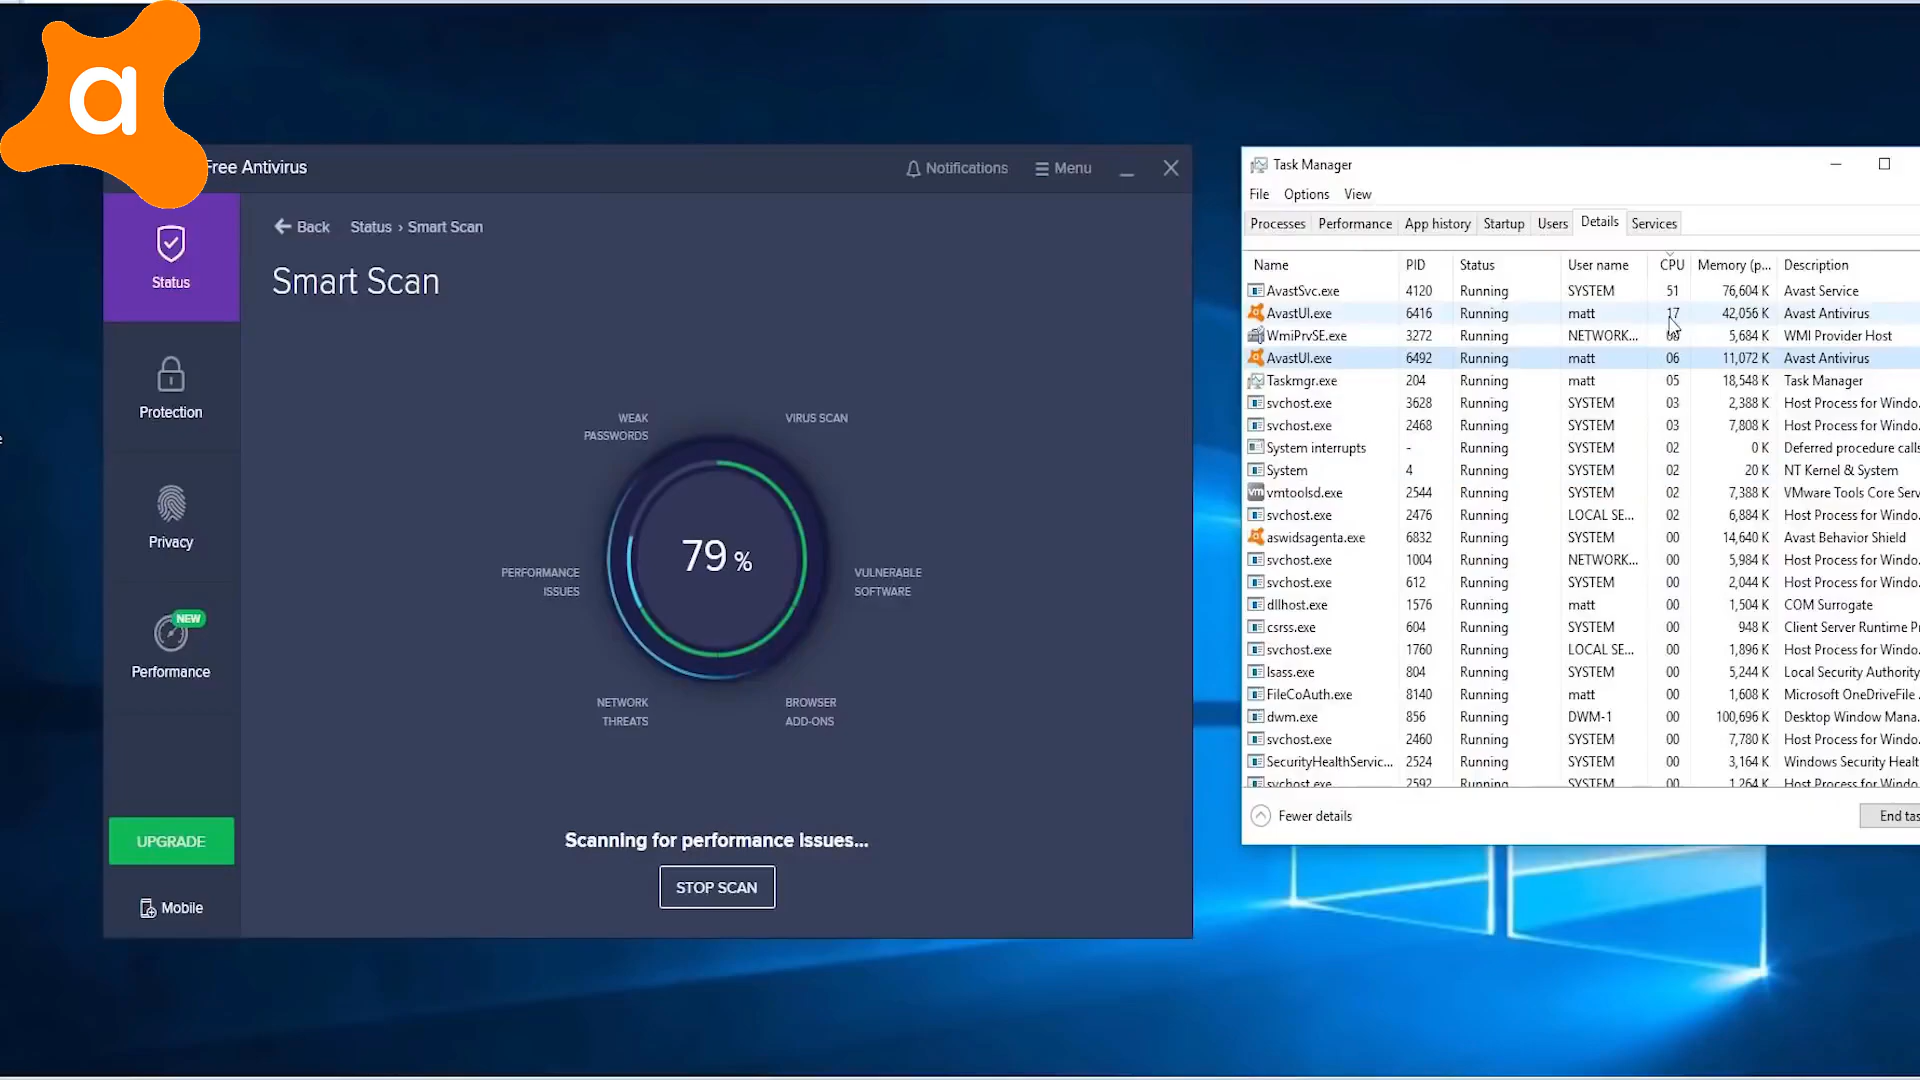 a
Free Antivirus
Notifications
Menu
Status
Protection
Privacy
NEW
Performance
UPGRADE
Mobile
Back
Status › Smart Scan
Smart Scan
WEAK
PASSWORDS
VIRUS SCAN
PERFORMANCE
ISSUES
79 %
VULNERABLE
SOFTWARE
NETWORK
THREATS
BROWSER
ADD-ONS
Scanning for performance issues...
STOP SCAN
Task Manager
File Options View
Processes Performance App history Startup Users Details Services
Name PID Status User name CPU Memory (p... Description
AvastSvc.exe 4120 Running SYSTEM 51 76,604 K Avast Service
AvastUI.exe 6416 Running matt 17 42,056 K Avast Antivirus
WmiPrvSE.exe 3272 Running NETWORK... 5,684 K WMI Provider Host
AvastUI.exe 6492 Running matt 06 11,072 K Avast Antivirus
Taskmgr.exe 204 Running matt 05 18,548 K Task Manager
svchost.exe 3628 Running SYSTEM 03 2,388 K Host Process for Windo...
svchost.exe 2468 Running SYSTEM 03 7,808 K Host Process for Windo...
System interrupts - Running SYSTEM 02 0 K Deferred procedure calls
System 4 Running SYSTEM 02 20 K NT Kernel & System
vm vmtoolsd.exe 2544 Running SYSTEM 02 7,388 K VMware Tools Core Serv
svchost.exe 2476 Running LOCAL SE... 02 6,884 K Host Process for Windo...
aswidsagenta.exe 6832 Running SYSTEM 00 14,640 K Avast Behavior Shield
svchost.exe 1004 Running NETWORK... 00 5,984 K Host Process for Windo...
svchost.exe 612 Running SYSTEM 00 2,044 K Host Process for Windo...
dllhost.exe 1576 Running matt 00 1,504 K COM Surrogate
csrss.exe 604 Running SYSTEM 00 948 K Client Server Runtime P
svchost.exe 1760 Running LOCAL SE... 00 1,896 K Host Process for Windo...
lsass.exe 804 Running SYSTEM 00 5,244 K Local Security Authority
FileCoAuth.exe 8140 Running matt 00 1,608 K Microsoft OneDriveFile
dwm.exe 856 Running DWM-1 00 100,696 K Desktop Window Mana...
svchost.exe 2460 Running SYSTEM 00 7,780 K Host Process for Windo...
SecurityHealthServic... 2524 Running SYSTEM 00 3,164 K Windows Security Healt
svchost.exe 2592 Running SYSTEM 00 1,264 K Host Process for Windo
Fewer details
End tas